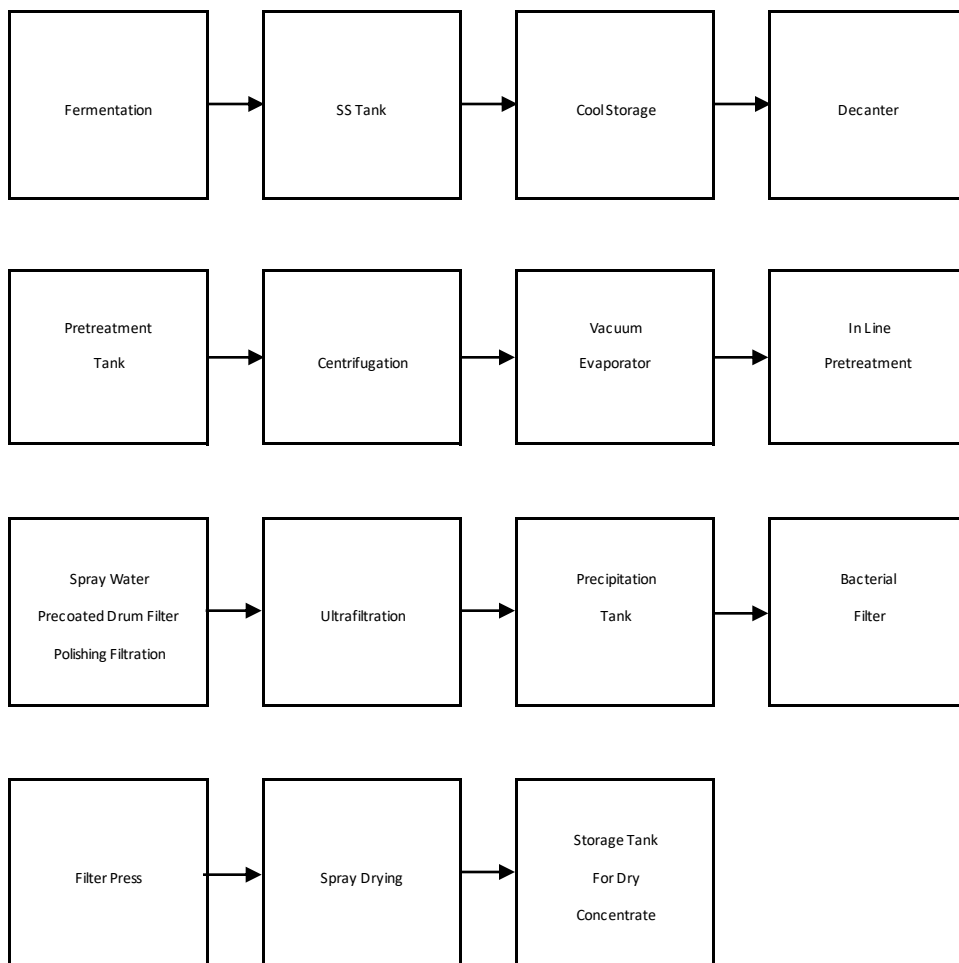 Fermentation
SS Tank
Cool Storage
Decanter
Pretreatment
Tank
Centrifugation
Vacuum
Evaporator
In Line
Pretreatment
Spray Water
Precoated Drum Filter
Polishing Filtration
Ultrafiltration
Precipitation
Tank
Bacterial
Filter
Filter Press
Spray Drying
Storage Tank
For Dry
Concentrate